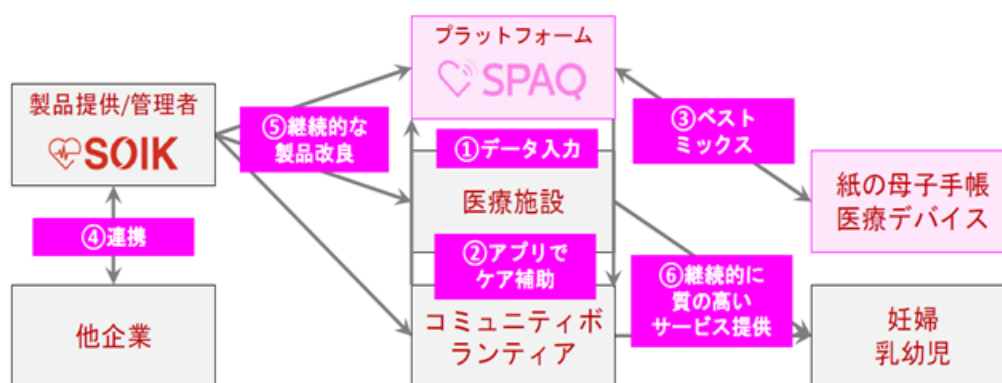 プラットフォーム
SPAQ
製品提供/管理者
SOIK
⑤継続的な
製品改良
①データ入力
③ベスト
ミックス
医療施設
紙の母子手帳
医療デバイス
④連携
②アプリで
ケア補助
⑥継続的に
質の高い
サービス提供
他企業
コミュニティボ
ランティア
妊婦
乳幼児